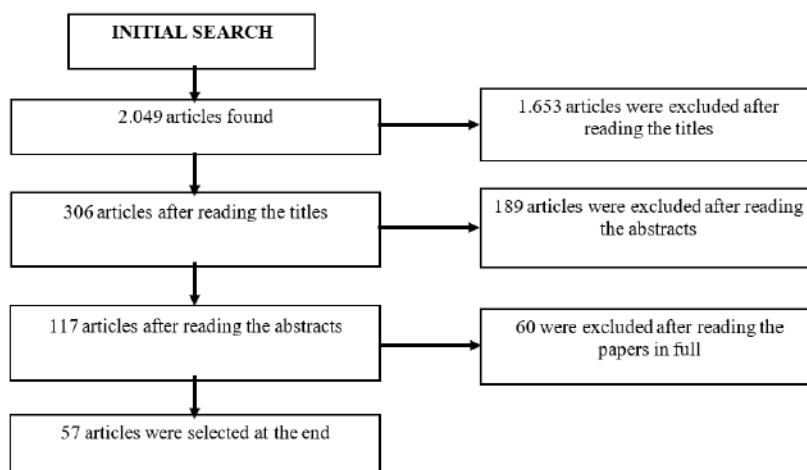 INITIAL SEARCH
2.049 articles found
1.653 articles were excluded after
reading the titles
306 articles after reading the titles
189 articles were excluded after reading
the abstracts
117 articles after reading the abstracts
60 were excluded after reading the
papers in full
57 articles were selected at the end